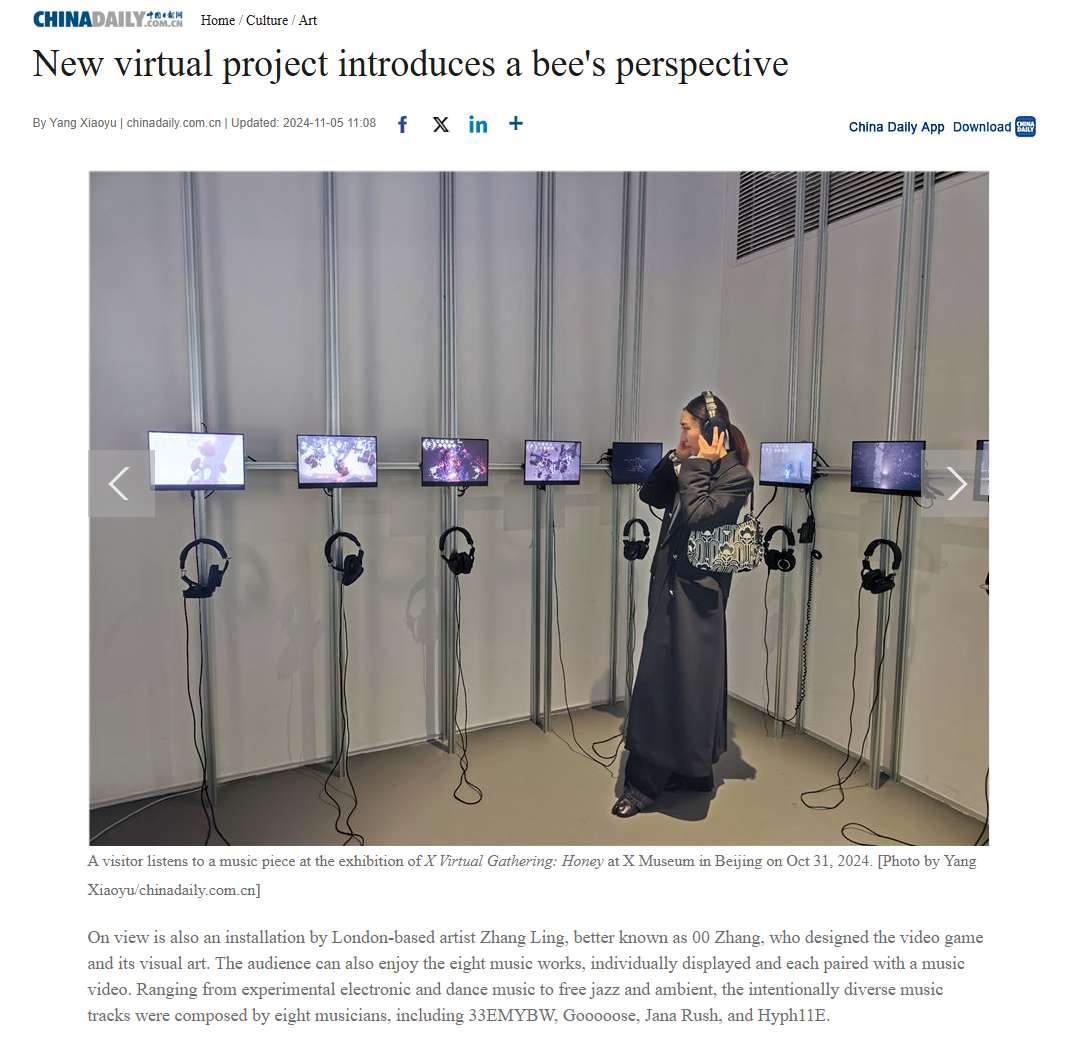 CHINADAILY 中国日报网 .COM.CN Home / Culture / Art
New virtual project introduces a bee's perspective
By Yang Xiaoyu | chinadaily.com.cn | Updated: 2024-11-05 11:08
China Daily App Download CHINA DAILY
A visitor listens to a music piece at the exhibition of X Virtual Gathering: Honey at X Museum in Beijing on Oct 31, 2024. [Photo by Yang
Xiaoyu/chinadaily.com.cn]
On view is also an installation by London-based artist Zhang Ling, better known as 00 Zhang, who designed the video game
and its visual art. The audience can also enjoy the eight music works, individually displayed and each paired with a music
video. Ranging from experimental electronic and dance music to free jazz and ambient, the intentionally diverse music
tracks were composed by eight musicians, including 33EMYBW, Gooooose, Jana Rush, and Hyph11E.